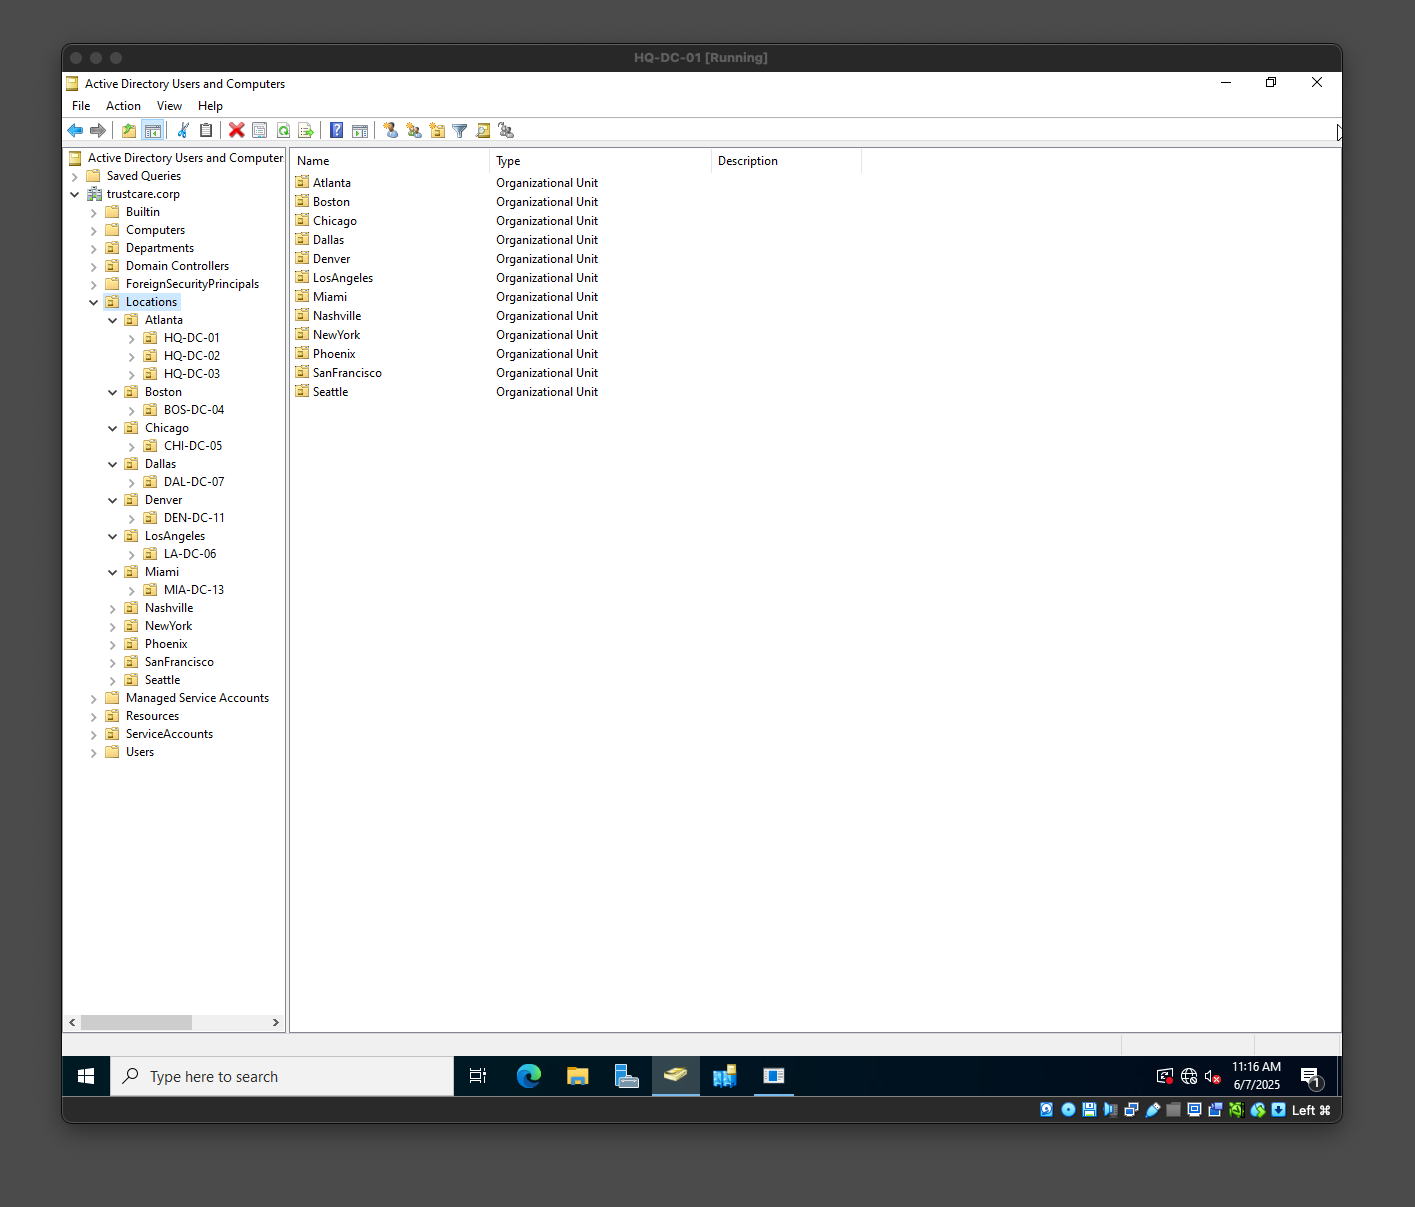 HQ-DC-01 [Running]
Active Directory Users and Computers
File Action View Help
Active Directory Users and Computer
Saved Queries
trustcare.corp
Builtin
Computers
Departments
Domain Controllers
ForeignSecurityPrincipals
Locations
Atlanta
HQ-DC-01
HQ-DC-02
HQ-DC-03
Boston
BOS-DC-04
Chicago
CHI-DC-05
Dallas
DAL-DC-07
Denver
DEN-DC-11
LosAngeles
LA-DC-06
Miami
MIA-DC-13
Nashville
NewYork
Phoenix
SanFrancisco
Seattle
Managed Service Accounts
Resources
ServiceAccounts
Users
Name Type Description
Atlanta Organizational Unit
Boston Organizational Unit
Chicago Organizational Unit
Dallas Organizational Unit
Denver Organizational Unit
LosAngeles Organizational Unit
Miami Organizational Unit
Nashville Organizational Unit
NewYork Organizational Unit
Phoenix Organizational Unit
SanFrancisco Organizational Unit
Seattle Organizational Unit
Type here to search
11:16 AM
6/7/2025
1
Left ⌘